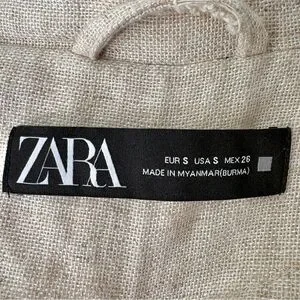 ZARA
EUR S USA S MEX 26
MADE IN MYANMAR(BURMA)